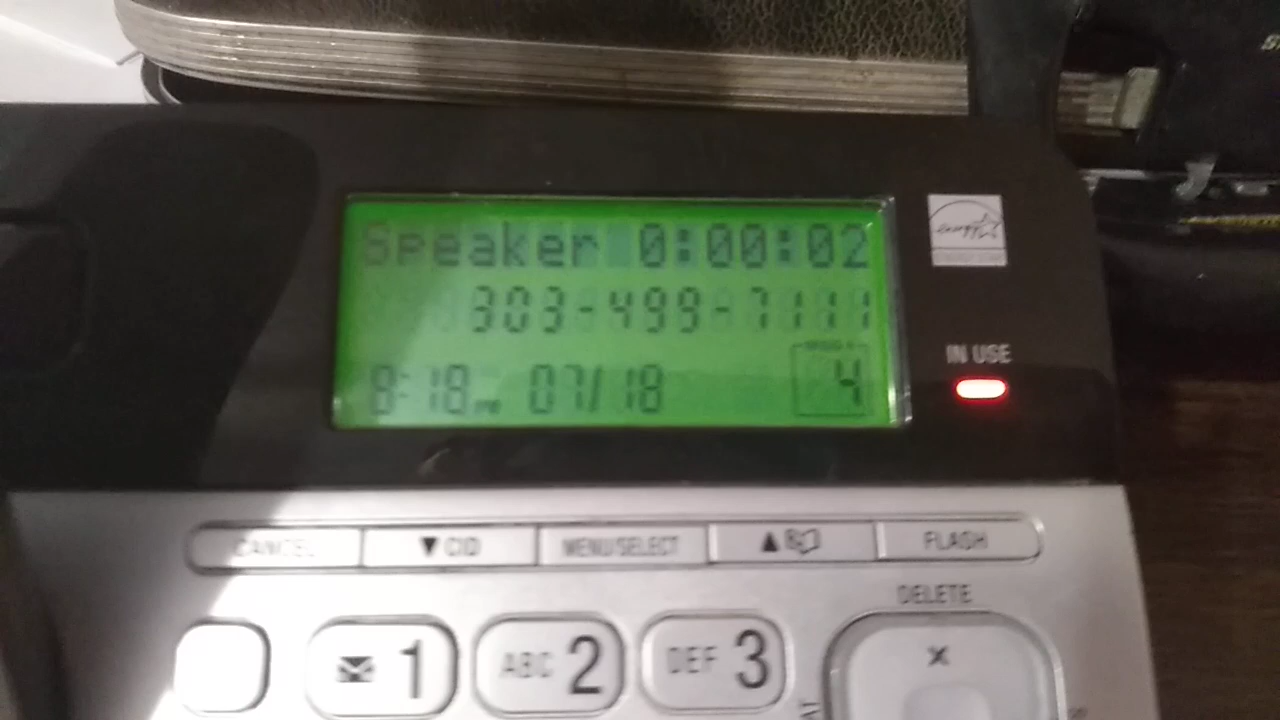 Speaker 0:00:02
303-499-7111
8:18 PM 07/18
4
IN USE
CANCEL
▼CID
MENU/SELECT
▲
FLASH
DELETE
1
ABC 2
DEF 3
X